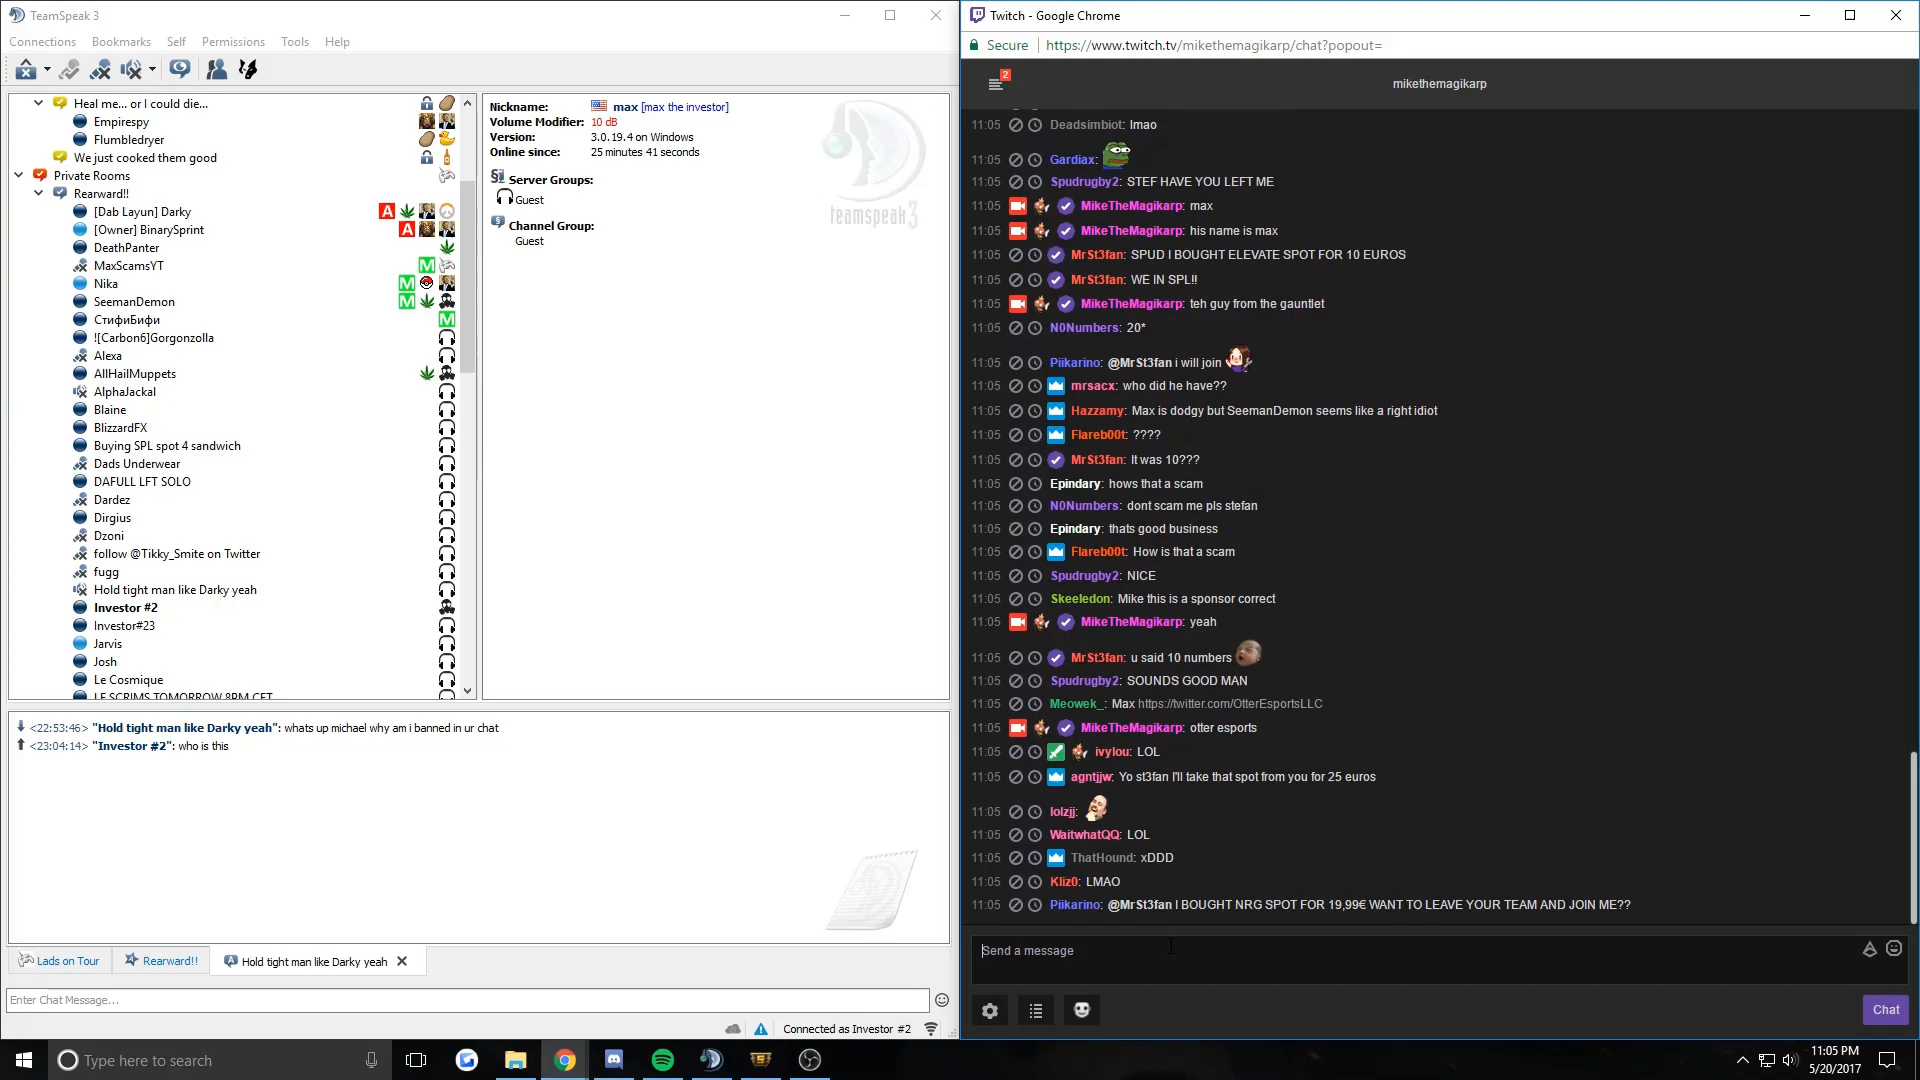 TeamSpeak 3
Connections Bookmarks Self Permissions Tools Help
Heal me... or I could die...
Empirespy
Flumbledryer
We just cooked them good
Private Rooms
Rearward!!
[Dab Layun] Darky
[Owner] BinarySprint
DeathPanter
MaxScamsYT
Nika
SeemanDemon
СтифиБифи
![Carbon6]Gorgonzolla
Alexa
AllHailMuppets
AlphaJackal
Blaine
BlizzardFX
Buying SPL spot 4 sandwich
Dads Underwear
DAFULL LFT SOLO
Dardez
Dirgius
Dzoni
follow @Tikky_Smite on Twitter
fugg
Hold tight man like Darky yeah
Investor #2
Investor#23
Jarvis
Josh
Le Cosmique
LE SCRIMS TOMORROW 8PM CET
Nickname: max [max the investor]
Volume Modifier: 10 dB
Version: 3.0.19.4 on Windows
Online since: 25 minutes 41 seconds
Server Groups:
Guest
Channel Group:
Guest
teamspeak 3
<22:53:46> "Hold tight man like Darky yeah": whats up michael why am i banned in ur chat
<23:04:14> "Investor #2": who is this
Lads on Tour Rearward!! Hold tight man like Darky yeah
Enter Chat Message...
Connected as Investor #2
Twitch - Google Chrome
Secure https://www.twitch.tv/mikethemagikarp/chat?popout=
2
mikethemagikarp
11:05 Deadsimbiot: lmao
11:05 Gardiax:
11:05 Spudrugby2: STEF HAVE YOU LEFT ME
11:05 MikeTheMagikarp: max
11:05 MikeTheMagikarp: his name is max
11:05 MrSt3fan: SPUD I BOUGHT ELEVATE SPOT FOR 10 EUROS
11:05 MrSt3fan: WE IN SPL!!
11:05 MikeTheMagikarp: teh guy from the gauntlet
11:05 N0Numbers: 20*
11:05 Piikarino: @MrSt3fan i will join
11:05 mrsacx: who did he have??
11:05 Hazzamy: Max is dodgy but SeemanDemon seems like a right idiot
11:05 Flareb00t: ????
11:05 MrSt3fan: It was 10???
11:05 Epindary: hows that a scam
11:05 N0Numbers: dont scam me pls stefan
11:05 Epindary: thats good business
11:05 Flareb00t: How is that a scam
11:05 Spudrugby2: NICE
11:05 Skeeledon: Mike this is a sponsor correct
11:05 MikeTheMagikarp: yeah
11:05 MrSt3fan: u said 10 numbers
11:05 Spudrugby2: SOUNDS GOOD MAN
11:05 Meowek_: Max https://twitter.com/OtterEsportsLLC
11:05 MikeTheMagikarp: otter esports
11:05 ivylou: LOL
11:05 agntjjw: Yo st3fan I'll take that spot from you for 25 euros
11:05 lolzjj:
11:05 WaitwhatQQ: LOL
11:05 ThatHound: xDDD
11:05 Kliz0: LMAO
11:05 Piikarino: @MrSt3fan I BOUGHT NRG SPOT FOR 19,99€ WANT TO LEAVE YOUR TEAM AND JOIN ME??
Send a message
Chat
Type here to search
11:05 PM
5/20/2017